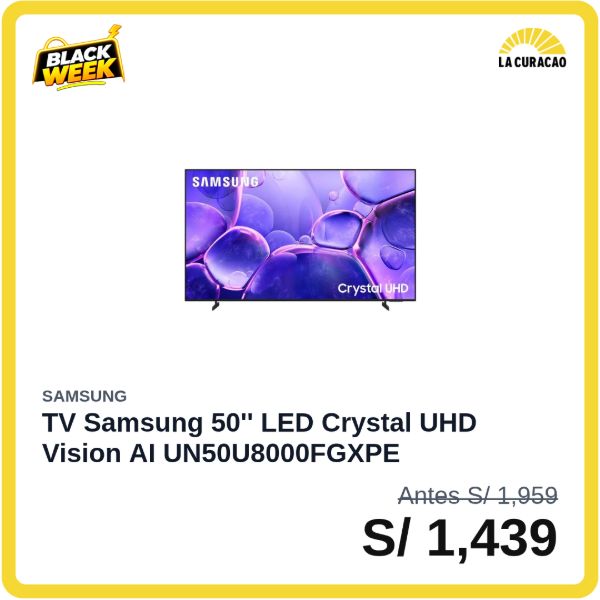 BLACK
WEEK
LA CURACAO
SAMSUNG
Crystal UHD
SAMSUNG
TV Samsung 50'' LED Crystal UHD
Vision AI UN50U8000FGXPE
Antes S/ 1,959
S/ 1,439